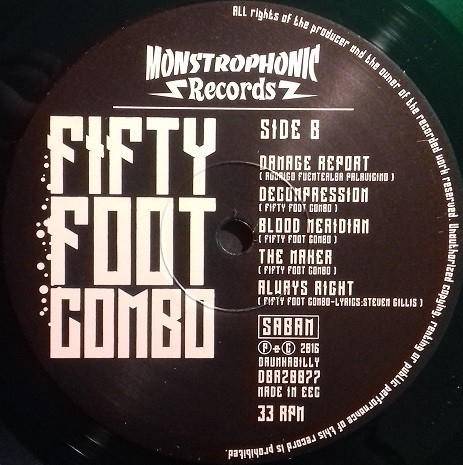 ALL rights of the producer and the owner of the recorded work reserved. Unauthorized copying, renting or public performance of this record is prohibited.
MONSTROPHONIC
Records
FIFTY
FOOT
COMBO
SIDE B
DAMAGE REPORT
( RODRIGO FUENTEALBA PALAVICINO )
DECOMPRESSION
( FIFTY FOOT COMBO )
BLOOD MERIDIAN
( FIFTY FOOT COMBO )
THE MAKER
( FIFTY FOOT COMBO )
ALWAYS RIGHT
( FIFTY FOOT COMBO-LYRICS:STEVEN GILLIS )
SABAM
℗ + © 2016
DRUNKABILLY
DBR20077
MADE IN EEC
33 RPM